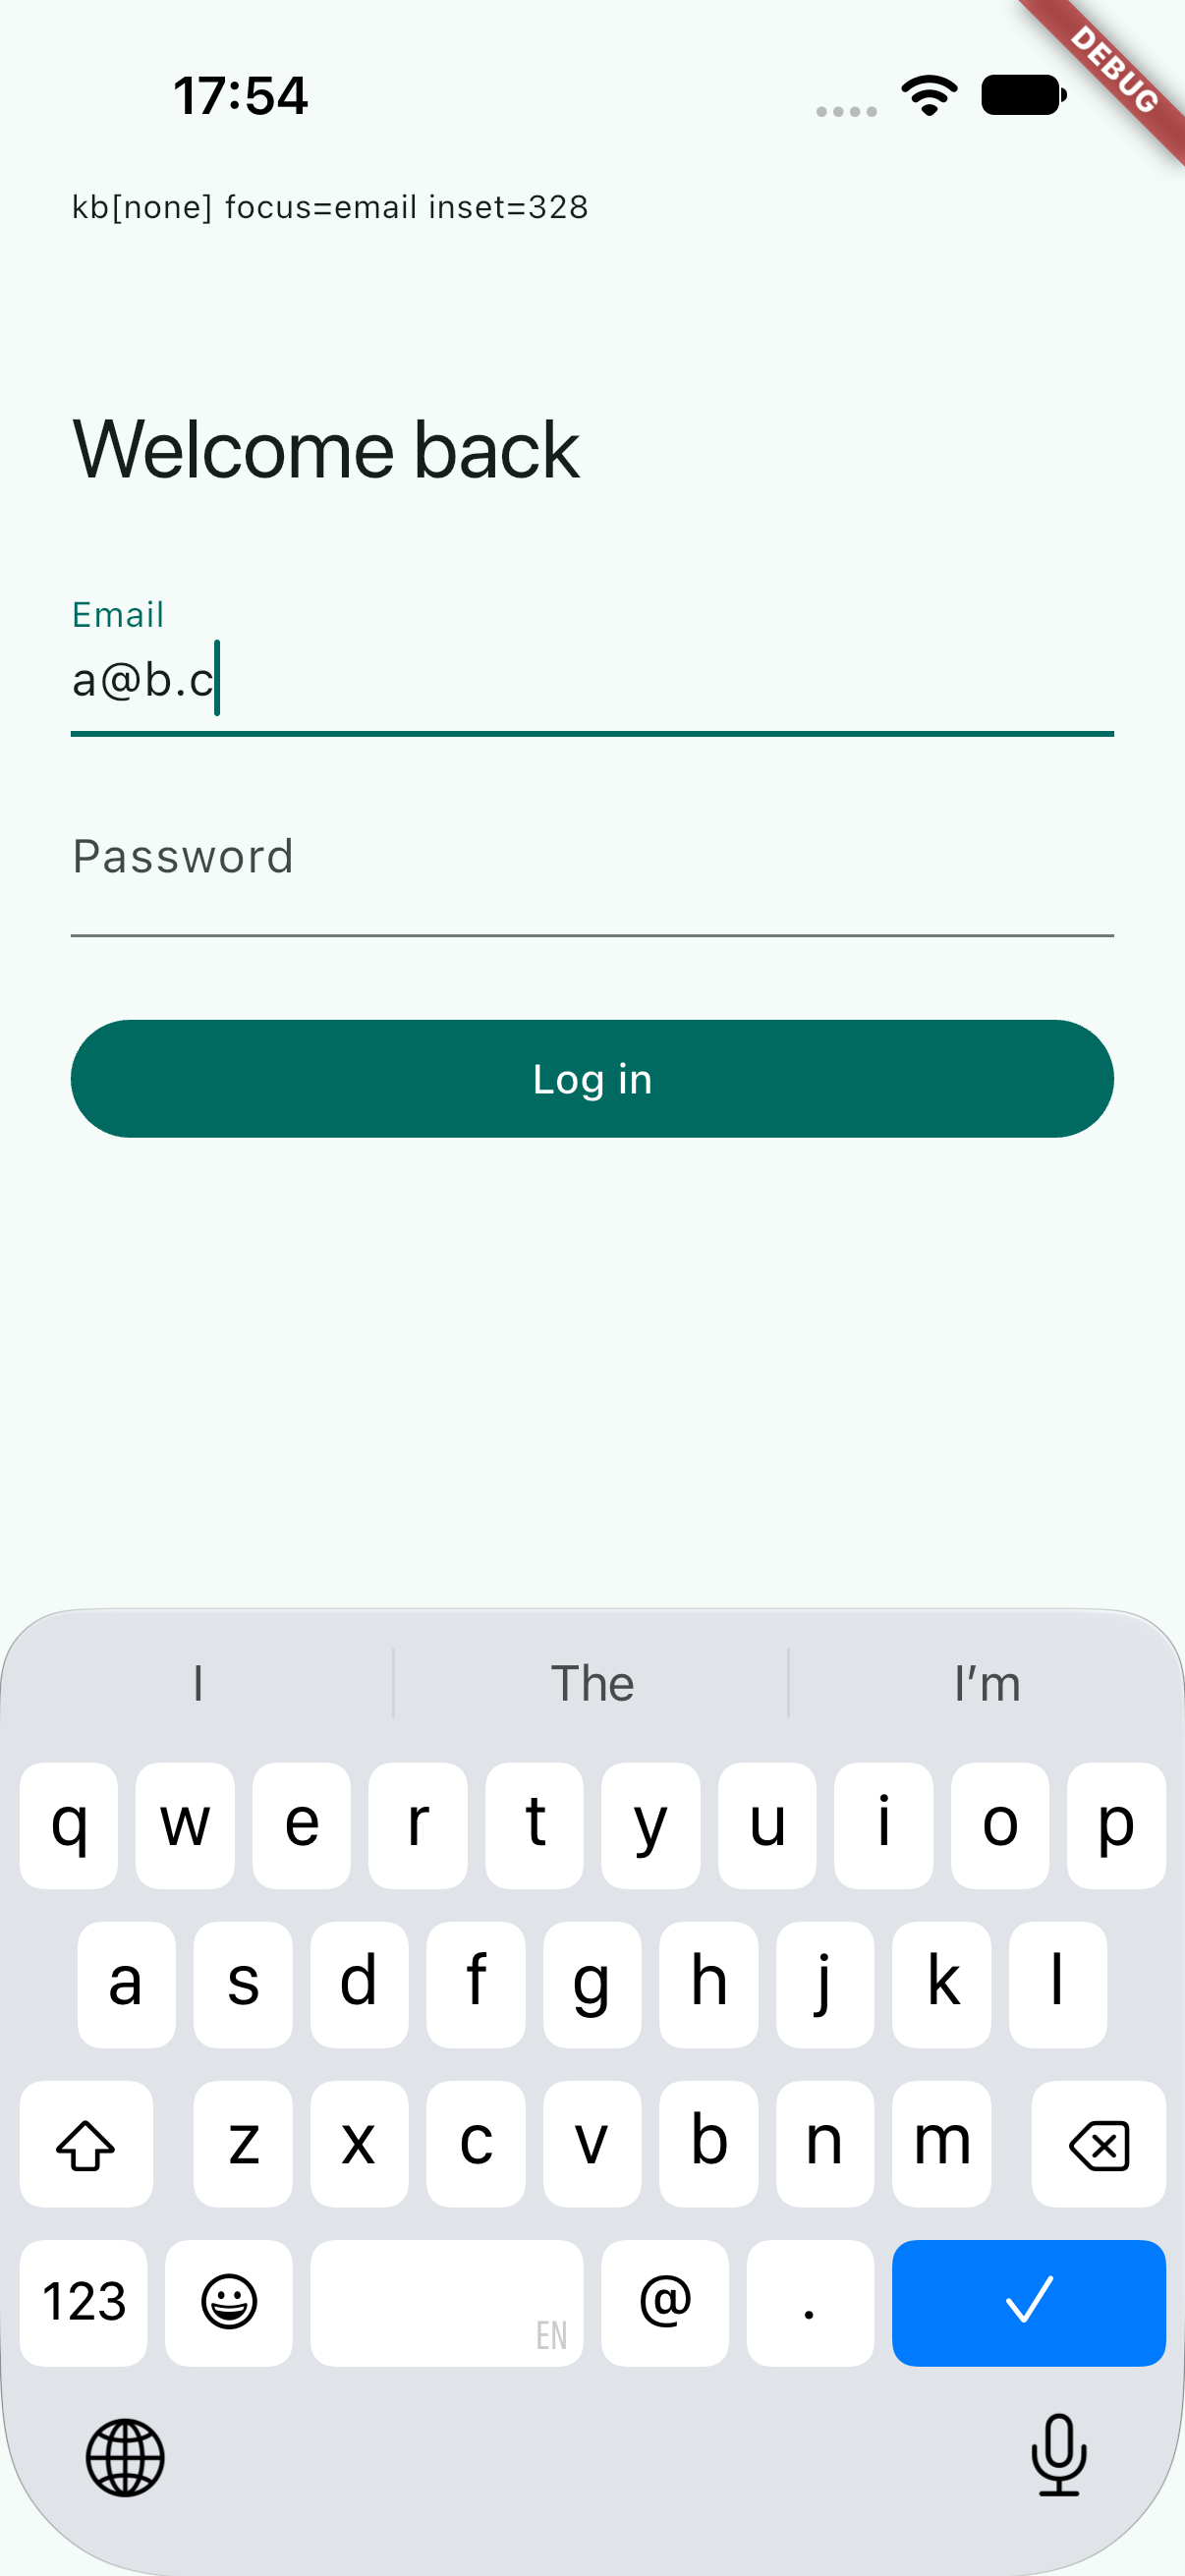 17:54
DEBUG
kb[none] focus=email inset=328
Welcome back
Email
a@b.c
Password
Log in
I The I’m
q w e r t y u i o p
a s d f g h j k l
z x c v b n m
123 EN @ .